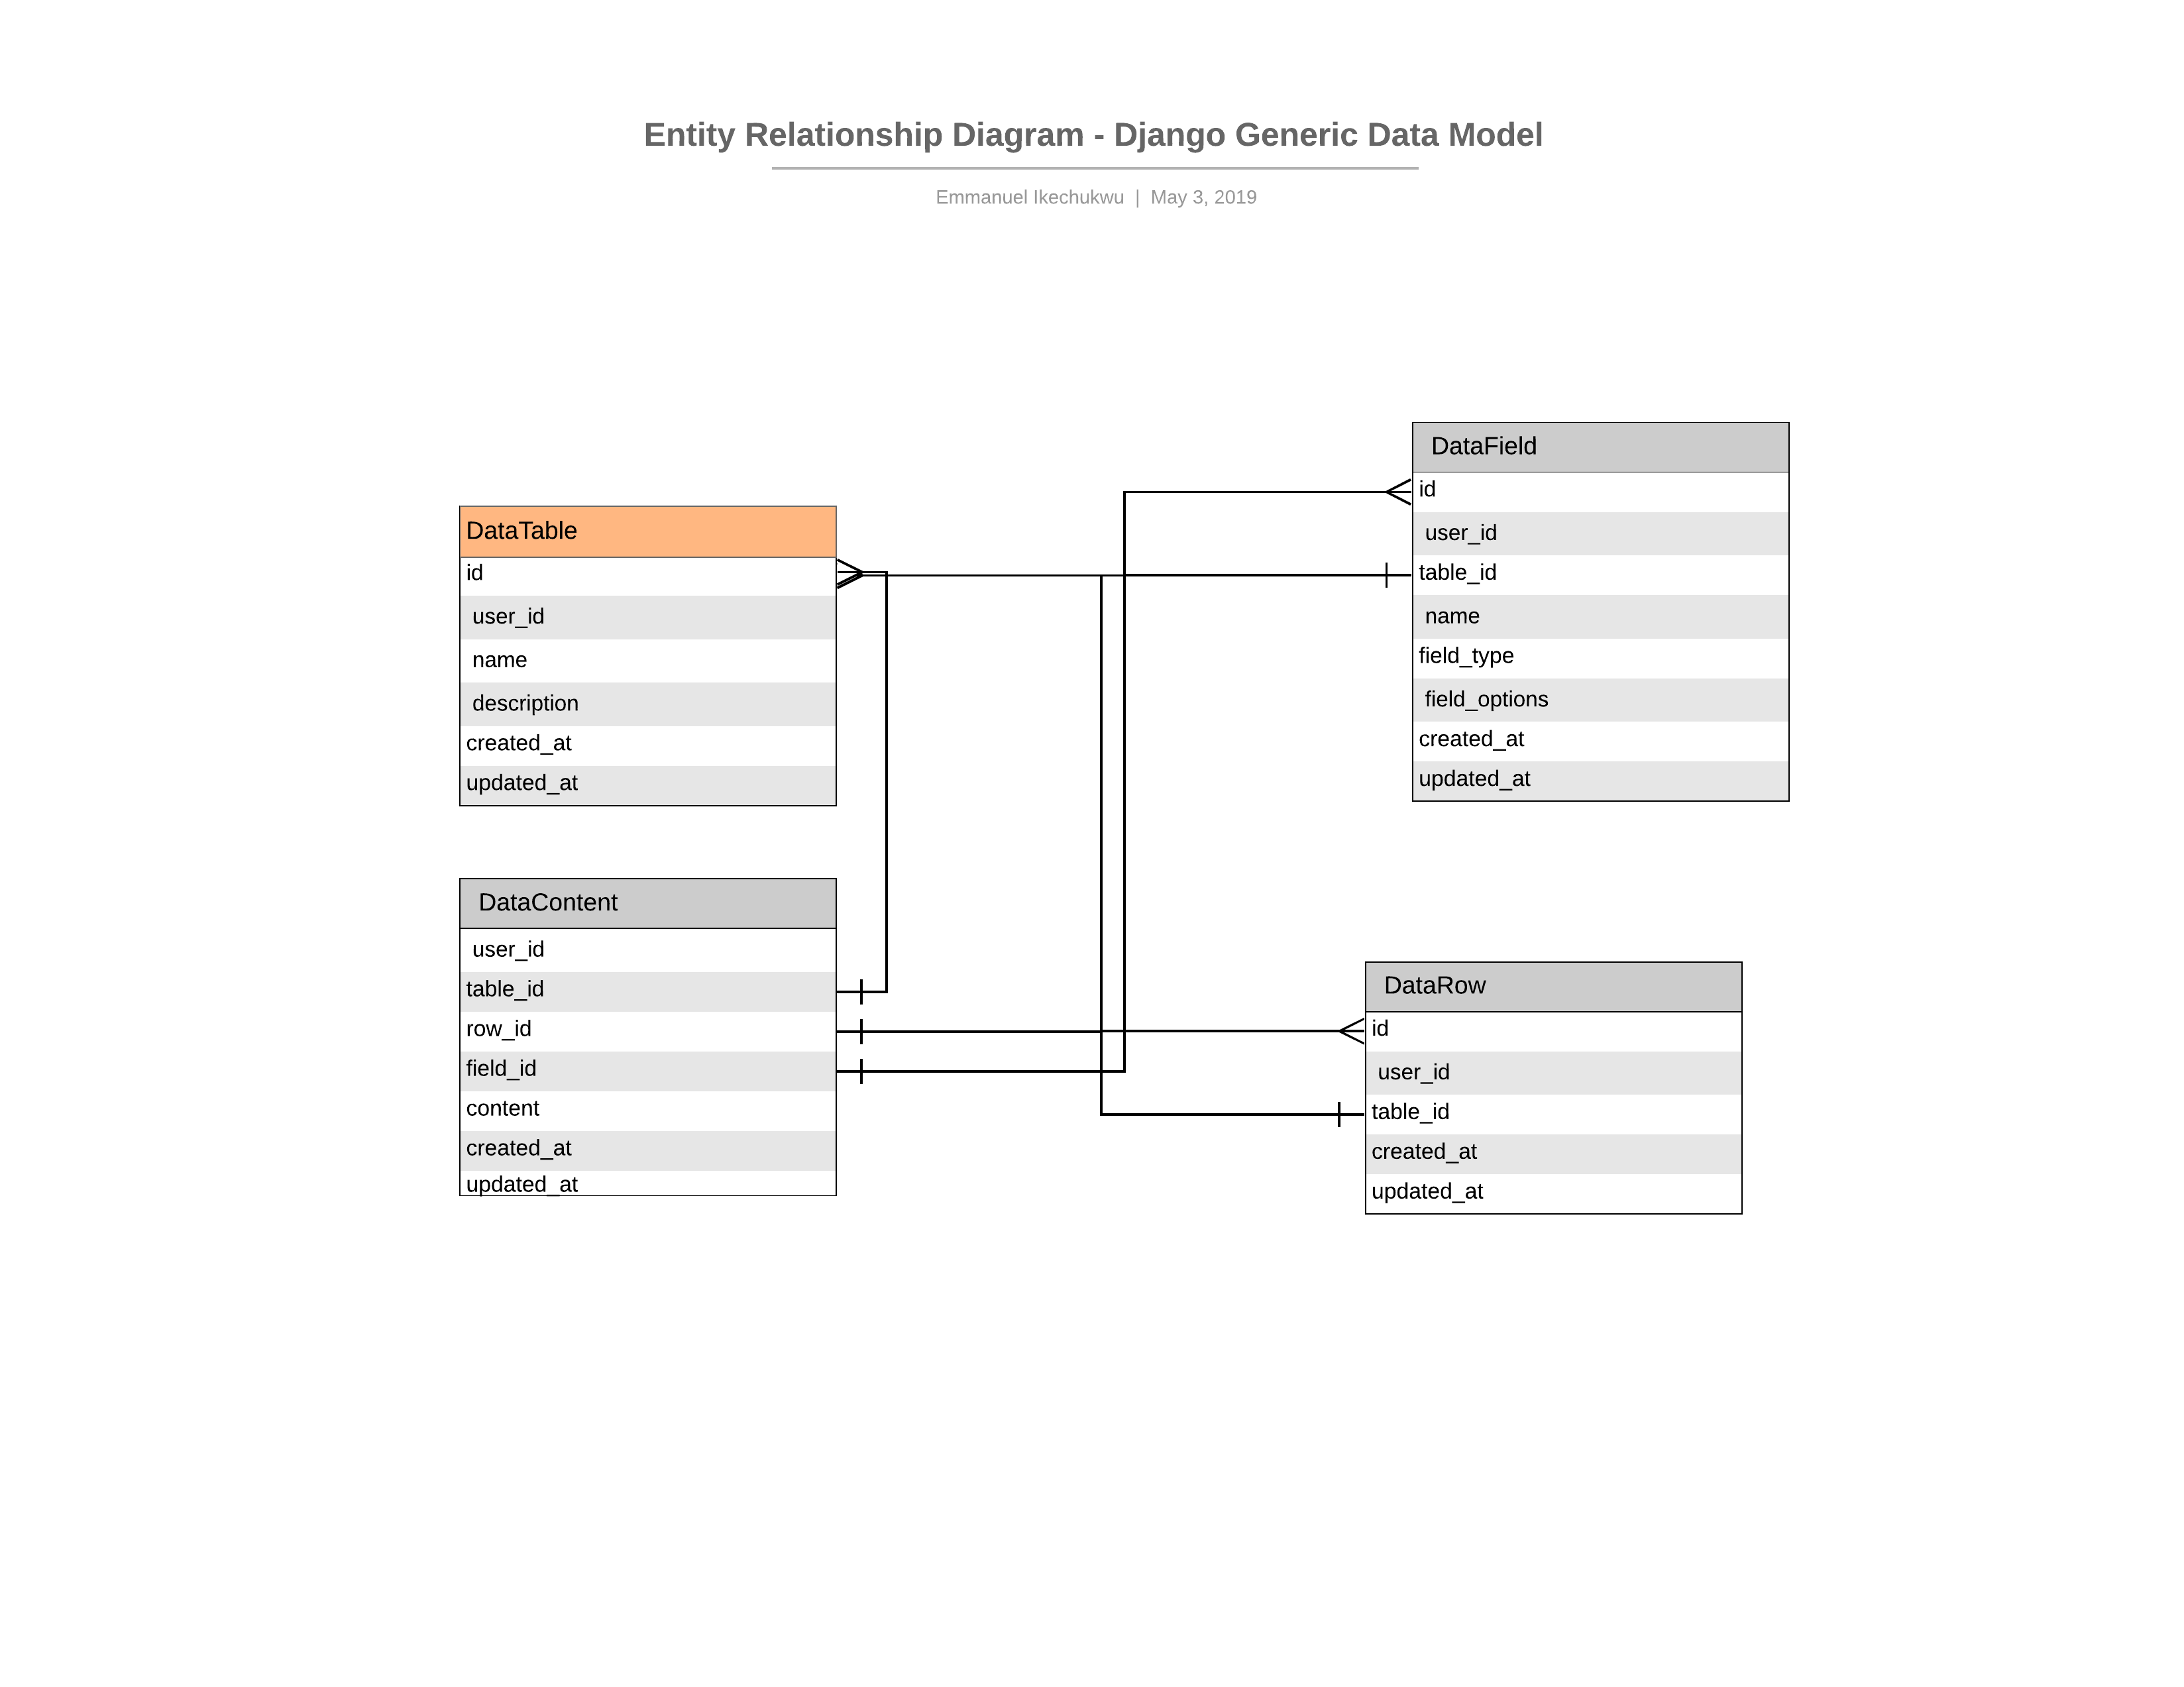 Entity Relationship Diagram - Django Generic Data Model
Emmanuel Ikechukwu | May 3, 2019
DataTable
id
user_id
name
description
created_at
updated_at
DataField
id
user_id
table_id
name
field_type
field_options
created_at
updated_at
DataContent
user_id
table_id
row_id
field_id
content
created_at
updated_at
DataRow
id
user_id
table_id
created_at
updated_at